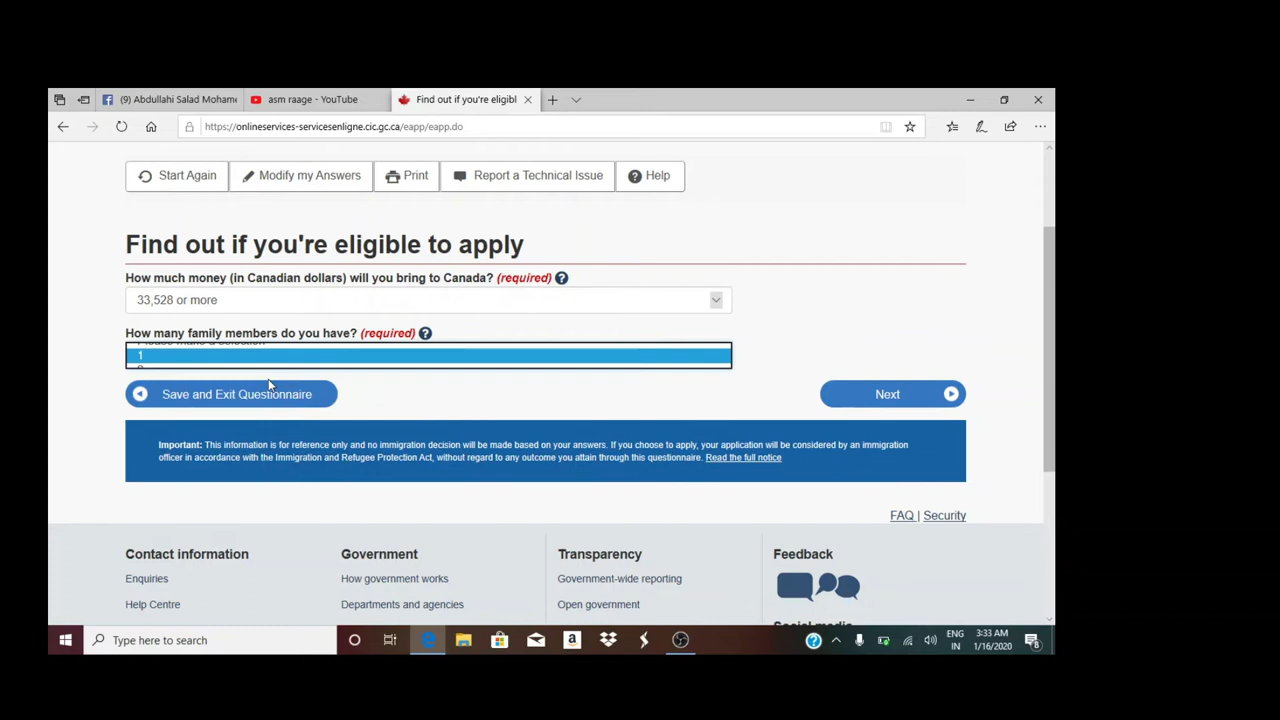 (9) Abdullahi Salad Mohame
asm raage - YouTube
Find out if you're eligibl
https://onlineservices-servicesenligne.cic.gc.ca/eapp/eapp.do
Start Again
Modify my Answers
Print
Report a Technical Issue
Help
Find out if you're eligible to apply
How much money (in Canadian dollars) will you bring to Canada? (required)
33,528 or more
How many family members do you have? (required)
Please make a selection
1
Save and Exit Questionnaire
Next
Important: This information is for reference only and no immigration decision will be made based on your answers. If you choose to apply, your application will be considered by an immigration
officer in accordance with the Immigration and Refugee Protection Act, without regard to any outcome you attain through this questionnaire. Read the full notice
FAQ | Security
Contact information
Government
Transparency
Feedback
Enquiries
How government works
Government-wide reporting
Help Centre
Departments and agencies
Open government
Social media
Type here to search
ENG
IN
3:33 AM
1/16/2020
8